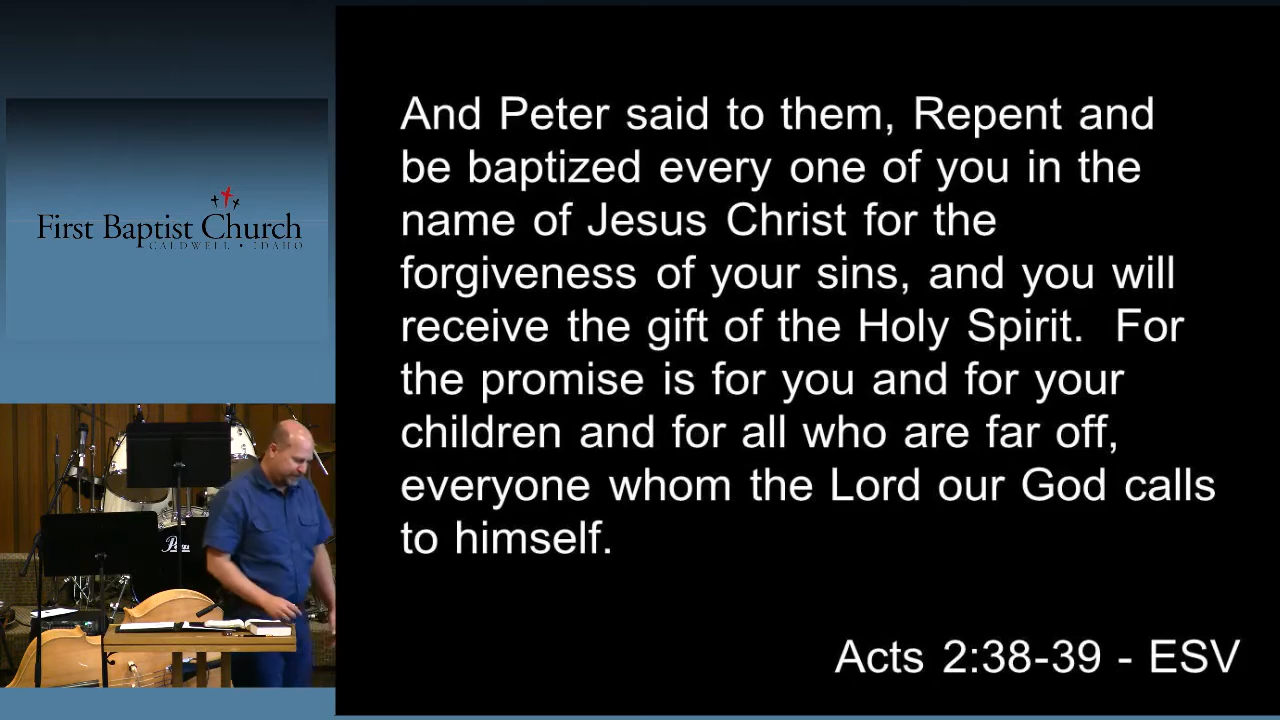 First Baptist Church
CALDWELL • IDAHO
And Peter said to them, Repent and
be baptized every one of you in the
name of Jesus Christ for the
forgiveness of your sins, and you will
receive the gift of the Holy Spirit.  For
the promise is for you and for your
children and for all who are far off,
everyone whom the Lord our God calls
to himself.
Acts 2:38-39 - ESV